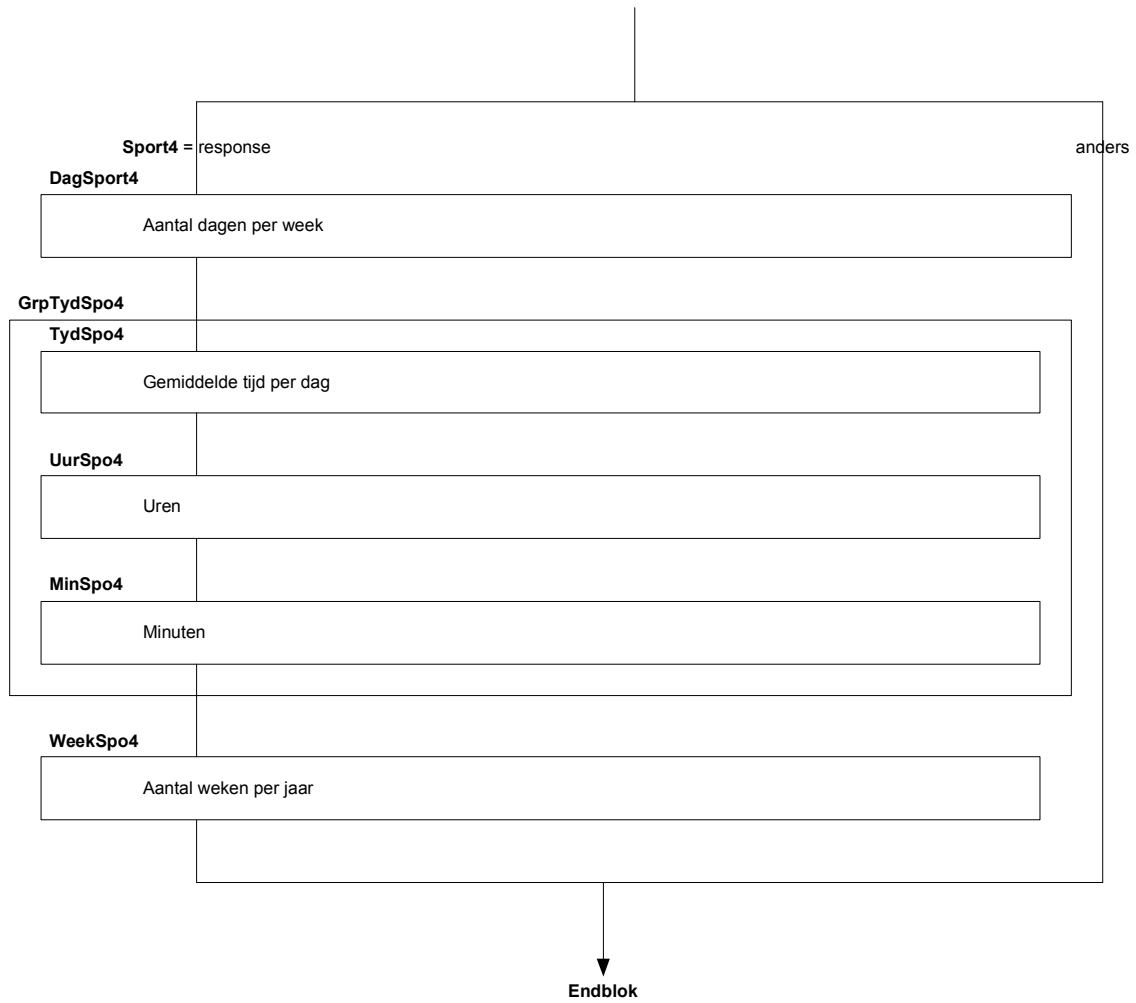 Sport4 = response
anders
DagSport4
Aantal dagen per week
GrpTydSpo4
TydSpo4
Gemiddelde tijd per dag
UurSpo4
Uren
MinSpo4
Minuten
WeekSpo4
Aantal weken per jaar
Endblok